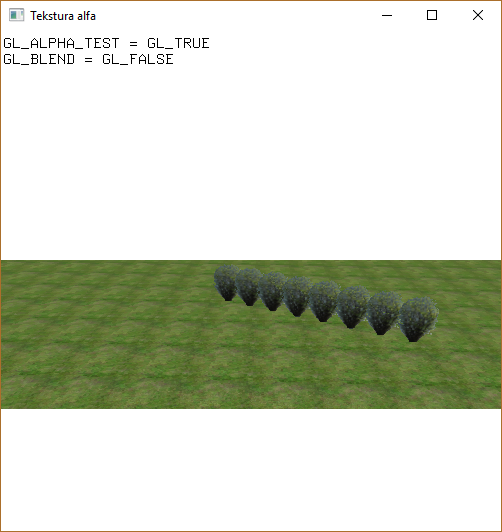 Tekstura alfa
GL_ALPHA_TEST = GL_TRUE
GL_BLEND = GL_FALSE